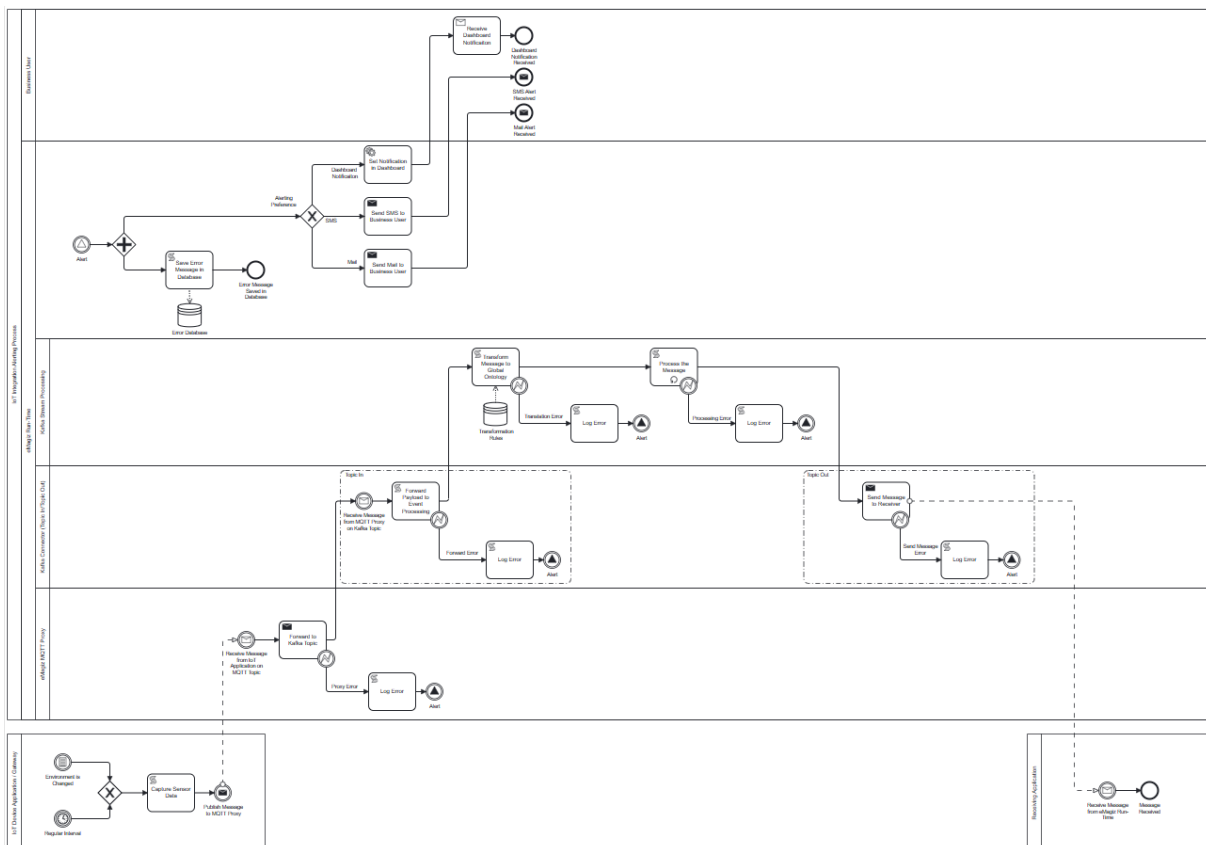 Business User
Receive
Dashboard
Notification
Dashboard
Notification
Received
SMS Alert
Received
Mail Alert
Received
IoT Integration Alerting Process
eMagic Run-Time
Set Notification
in Dashboard
Dashboard
Notification
Alerting
Preference
Send SMS to
Business User
SMS
Alert
Save Error
Message in
Database
Error Message
Saved in
Database
Mail
Send Mail to
Business User
Error Database
Kafka Stream Processing
Transform
Message to
Global
Ontology
Process the
Message
Transformation
Rules
Translation Error
Log Error
Alert
Processing Error
Log Error
Alert
Kafka Connector (Topic In/Topic Out)
Topic In
Forward
Payload to
Event
Processing
Receive Message
from MQTT Proxy
on Kafka Topic
Forward Error
Log Error
Alert
Topic Out
Send Message
to Receiver
Send Message
Error
Log Error
Alert
eMagic MQTT Proxy
Forward to
Kafka Topic
Receive Message
from IoT
Application on
MQTT Topic
Proxy Error
Log Error
Alert
IoT Device Application / Gateway
Environment is
Changed
Capture Sensor
Data
Publish Message
to MQTT Proxy
Regular Interval
Receiving Application
Receive Message
from eMagic Run-
Time
Message
Received